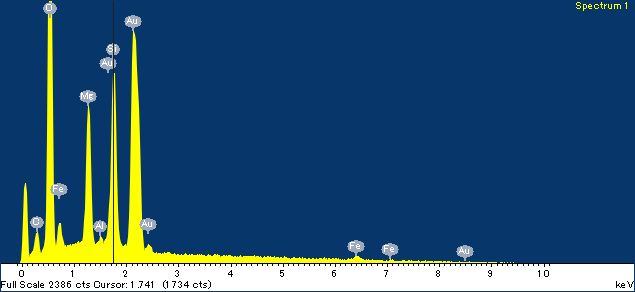 Spectrum 1
O
Au
Si
Au
Mg
Fe
C
Al
Au
Fe
Fe
Au
0 1 2 3 4 5 6 7 8 9 10
Full Scale 2386 cts Cursor: 1.741 (1734 cts) keV